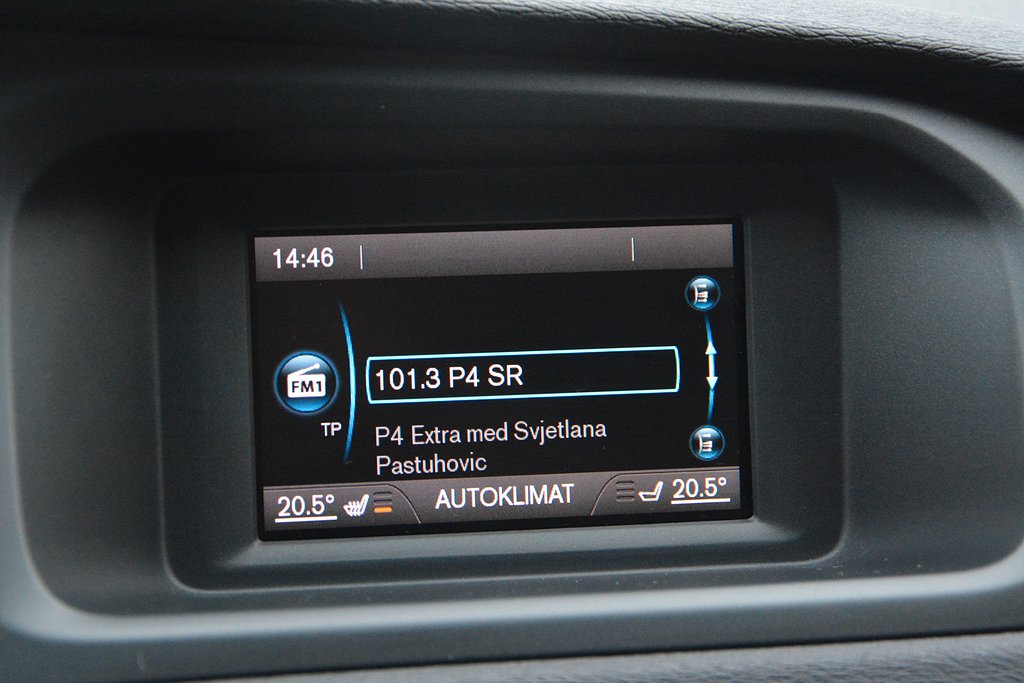 14:46
FM1
101.3 P4 SR
TP
P4 Extra med Svjetlana
Pastuhovic
20.5° AUTOKLIMAT 20.5°